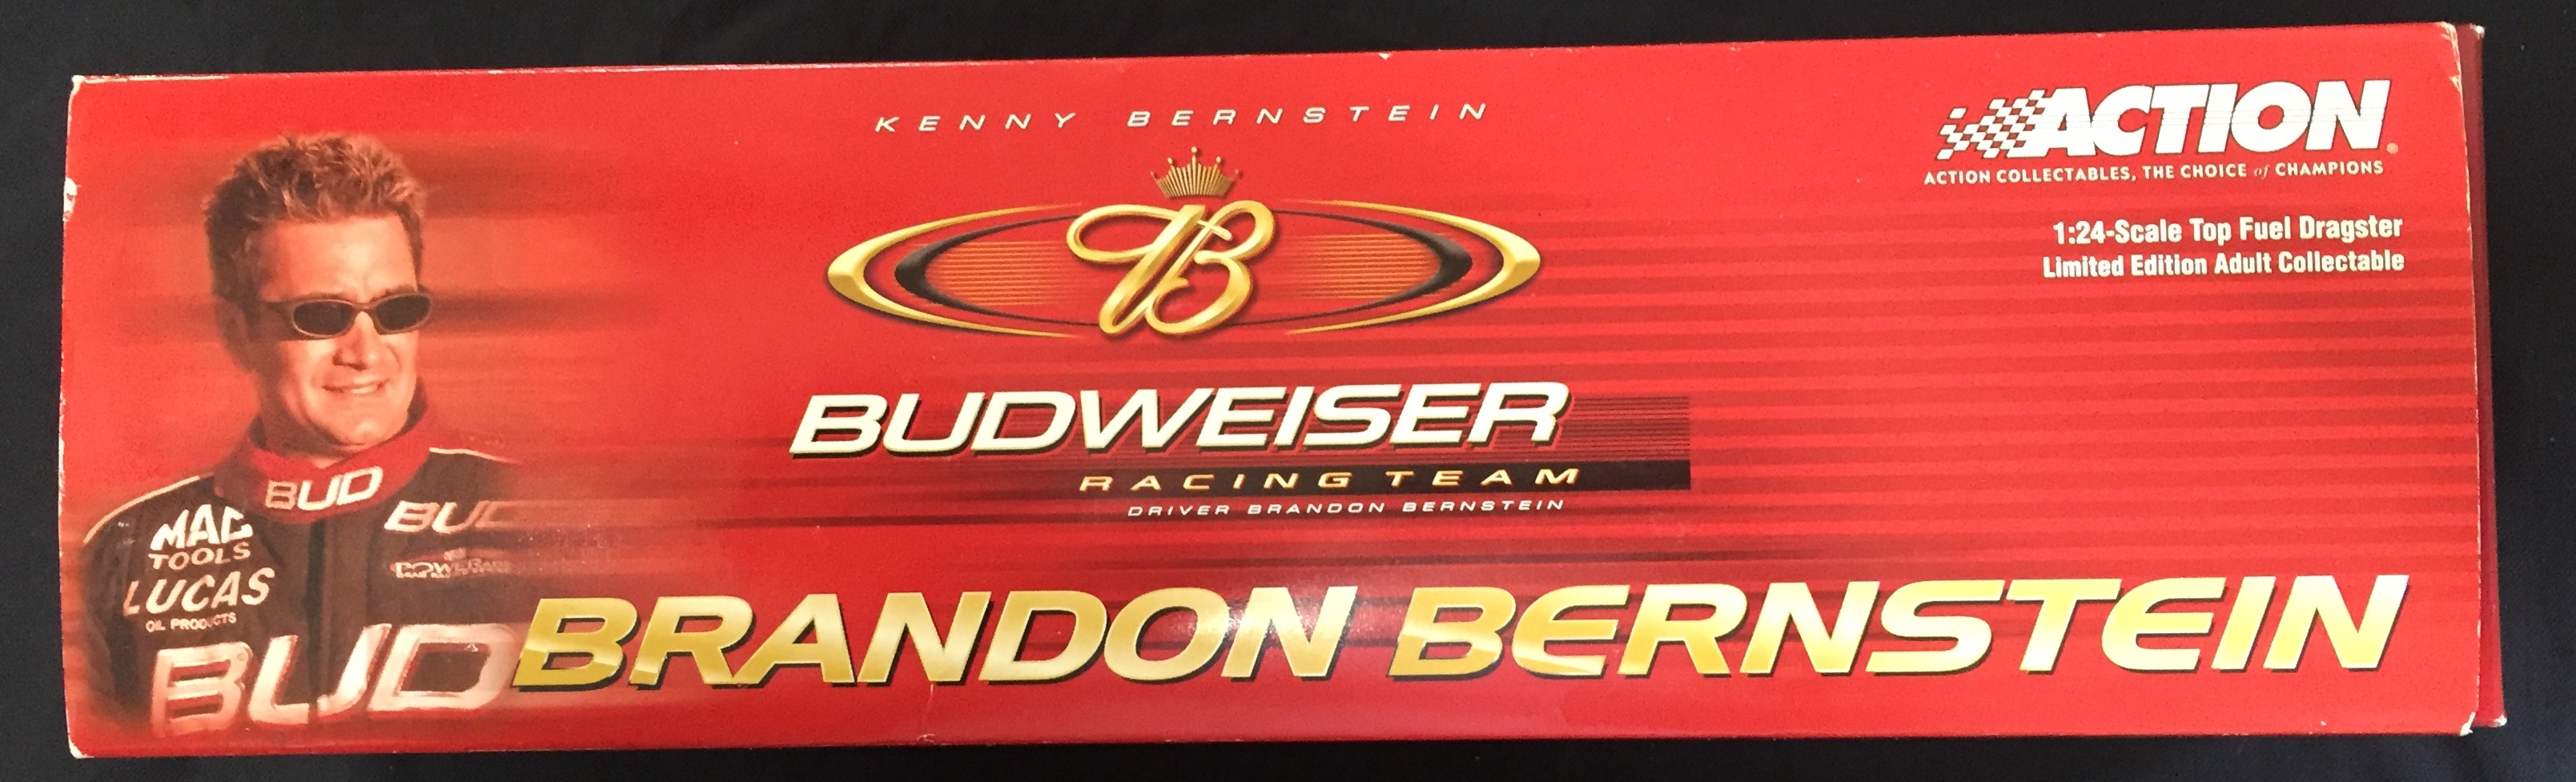 KENNY BERNSTEIN
B
BUDWEISER
RACING TEAM
DRIVER BRANDON BERNSTEIN
ACTION
ACTION COLLECTABLES, THE CHOICE of CHAMPIONS
1:24-Scale Top Fuel Dragster
Limited Edition Adult Collectable
BUD
BUD
MAC
TOOLS
LUCAS
OIL PRODUCTS
BUD
BRANDON BERNSTEIN